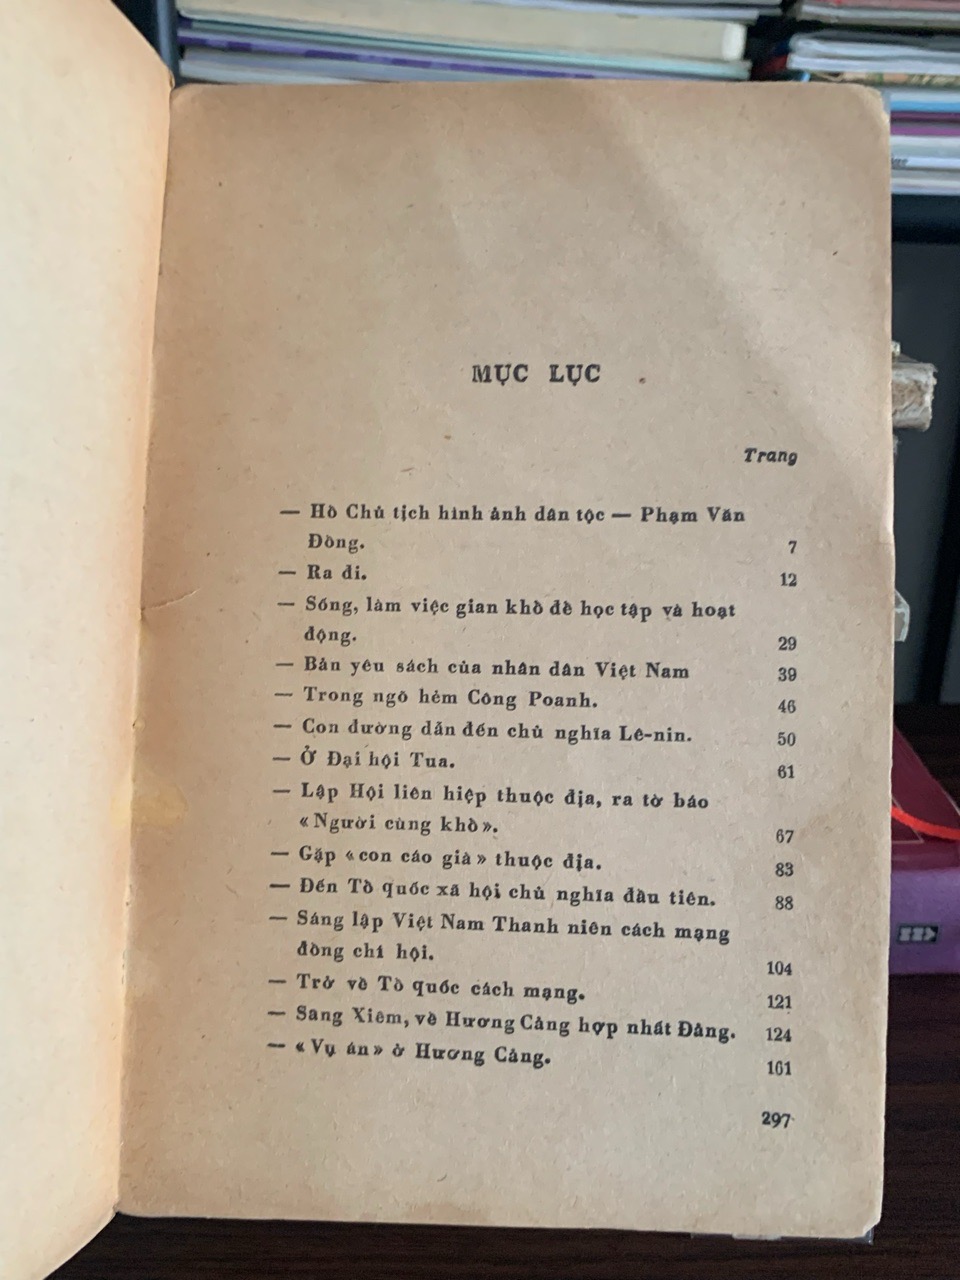 MỤC LỤC
Trang
— Hồ Chủ tịch hình ảnh dân tộc — Phạm Văn
Đồng. 7
— Ra đi. 12
— Sống, làm việc gian khổ để học tập và hoạt
động. 29
— Bản yêu sách của nhân dân Việt Nam 39
— Trong ngõ hẻm Công Poanh. 46
— Con đường dẫn đến chủ nghĩa Lê-nin. 50
— Ở Đại hội Tua. 61
— Lập Hội liên hiệp thuộc địa, ra tờ báo
«Người cùng khổ». 67
— Gặp «con cáo già» thuộc địa. 83
— Đến Tổ quốc xã hội chủ nghĩa đầu tiên. 88
— Sáng lập Việt Nam Thanh niên cách mạng
đồng chí hội. 104
— Trở về Tổ quốc cách mạng. 121
— Sang Xiêm, về Hương Cảng hợp nhất Đảng. 124
— «Vụ án» ở Hương Cảng. 161
297